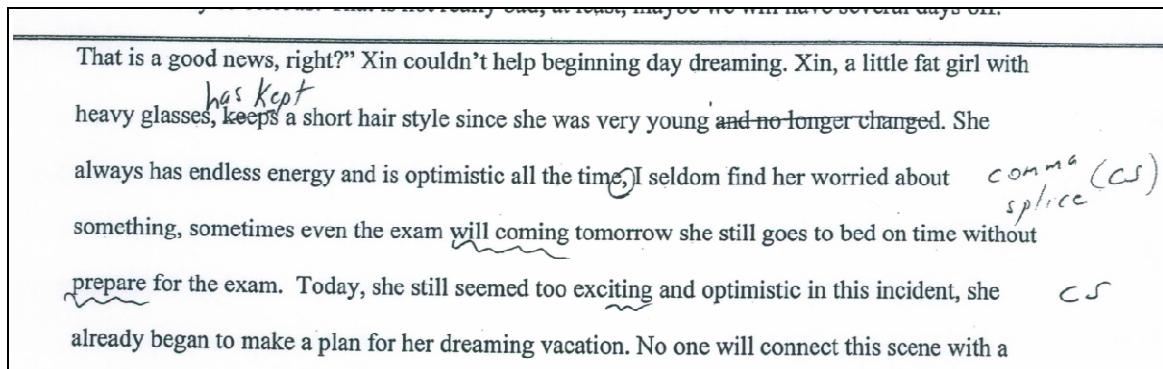 That is a good news, right?” Xin couldn’t help beginning day dreaming. Xin, a little fat girl with
has kept
heavy glasses, keeps a short hair style since she was very young and no longer changed. She
always has endless energy and is optimistic all the time, I seldom find her worried about comma (CS)
splice
something, sometimes even the exam will coming tomorrow she still goes to bed on time without
prepare for the exam. Today, she still seemed too exciting and optimistic in this incident, she CS
already began to make a plan for her dreaming vacation. No one will connect this scene with a